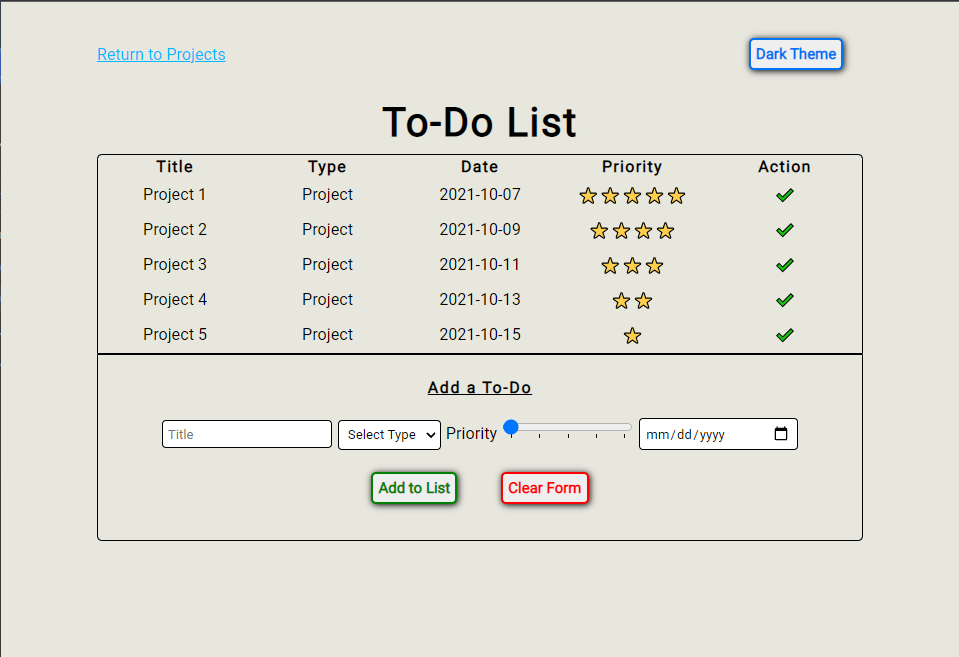 Return to Projects
Dark Theme
To-Do List
Title Type Date Priority Action
Project 1 Project 2021-10-07
Project 2 Project 2021-10-09
Project 3 Project 2021-10-11
Project 4 Project 2021-10-13
Project 5 Project 2021-10-15
Add a To-Do
Title Select Type Priority mm/dd/yyyy
Add to List Clear Form